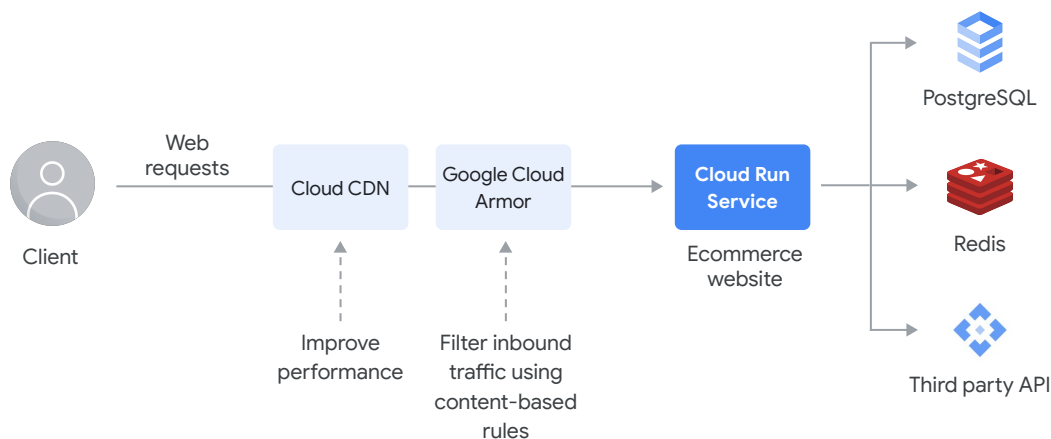 Web
requests
Client
Cloud CDN
Google Cloud
Armor
Improve
performance
Filter inbound
traffic using
content-based
rules
Cloud Run
Service
Ecommerce
website
PostgreSQL
Redis
Third party API